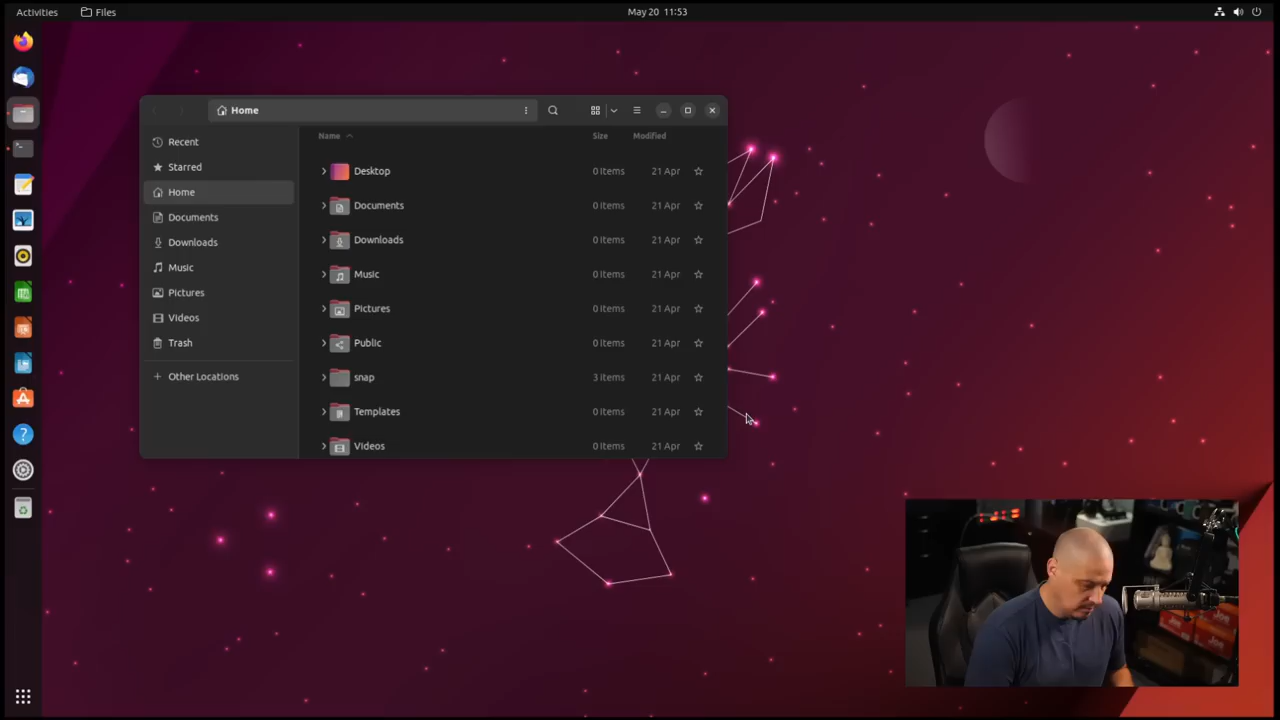 Activities Files May 20 11:53
Home
Name Size Modified
Recent
Starred
Home
Documents
Downloads
Music
Pictures
Videos
Trash
Other Locations
Desktop 0 items 21 Apr
Documents 0 items 21 Apr
Downloads 0 items 21 Apr
Music 0 items 21 Apr
Pictures 0 items 21 Apr
Public 0 items 21 Apr
snap 3 items 21 Apr
Templates 0 items 21 Apr
Videos 0 items 21 Apr